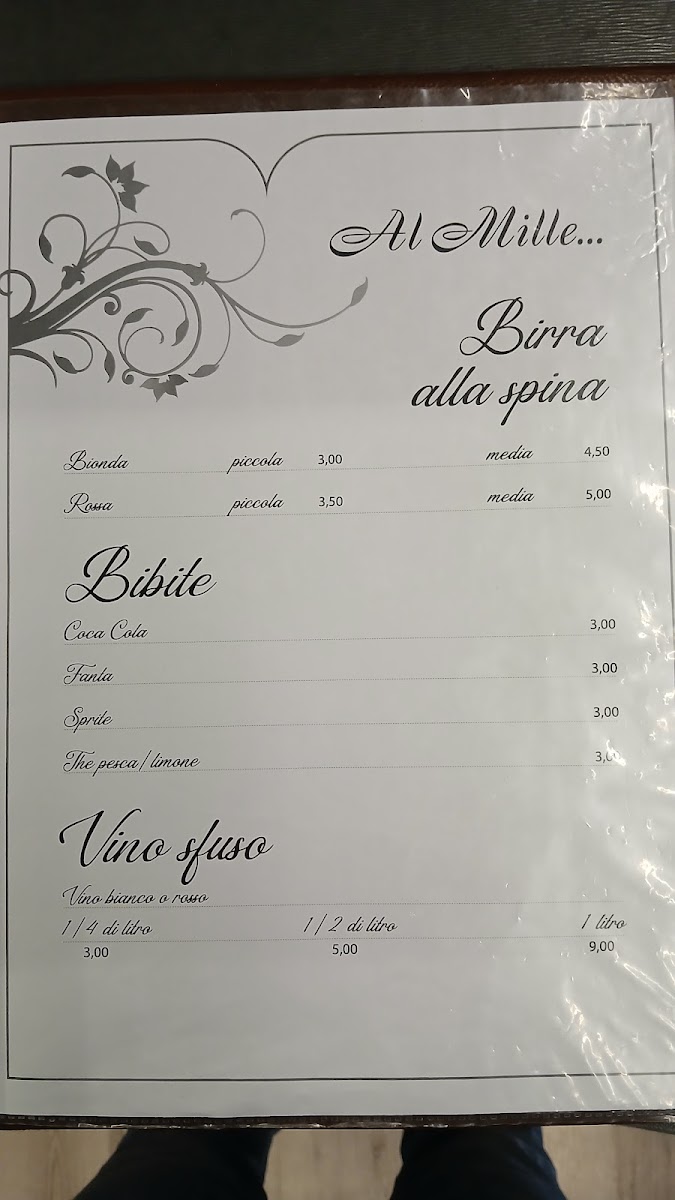 Al Mille...
Birra
alla spina
Bionda piccola 3,00 media 4,50
Rossa piccola 3,50 media 5,00
Bibite
Coca Cola 3,00
Fanta 3,00
Sprite 3,00
The pesca/limone 3,00
Vino sfuso
Vino bianco o rosso
1/4 di litro 1/2 di litro 1 litro
3,00 5,00 9,00